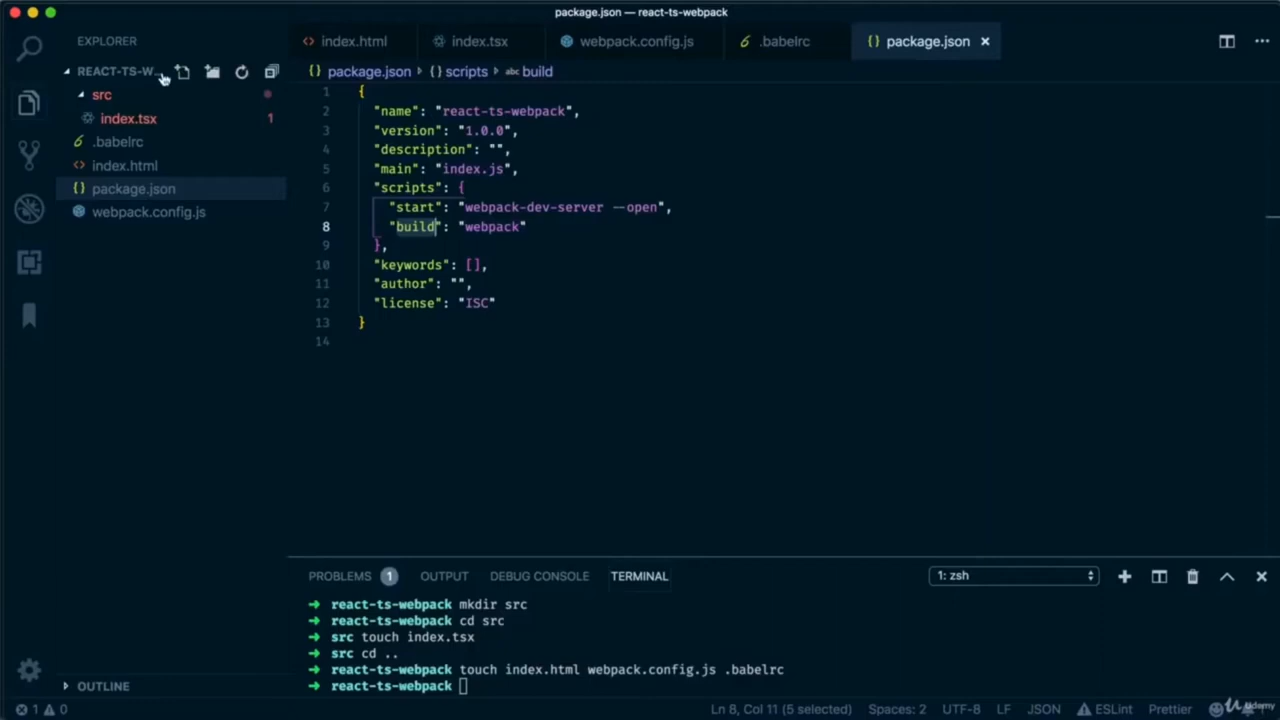 package.json — react-ts-webpack
EXPLORER
REACT-TS-W...
src
index.tsx 1
.babelrc
index.html
package.json
webpack.config.js
OUTLINE
index.html index.tsx webpack.config.js .babelrc {} package.json ×
{} package.json {} scripts abc build
1 {
2 "name": "react-ts-webpack",
3 "version": "1.0.0",
4 "description": "",
5 "main": "index.js",
6 "scripts": {
7 "start": "webpack-dev-server --open",
8 "build": "webpack"
9 },
10 "keywords": [],
11 "author": "",
12 "license": "ISC"
13 }
14
PROBLEMS 1 OUTPUT DEBUG CONSOLE TERMINAL 1: zsh
➜ react-ts-webpack mkdir src
➜ react-ts-webpack cd src
➜ src touch index.tsx
➜ src cd ..
➜ react-ts-webpack touch index.html webpack.config.js .babelrc
➜ react-ts-webpack
1 0 Ln 8, Col 11 (5 selected) Spaces: 2 UTF-8 LF JSON ESLint Prettier
Udemy